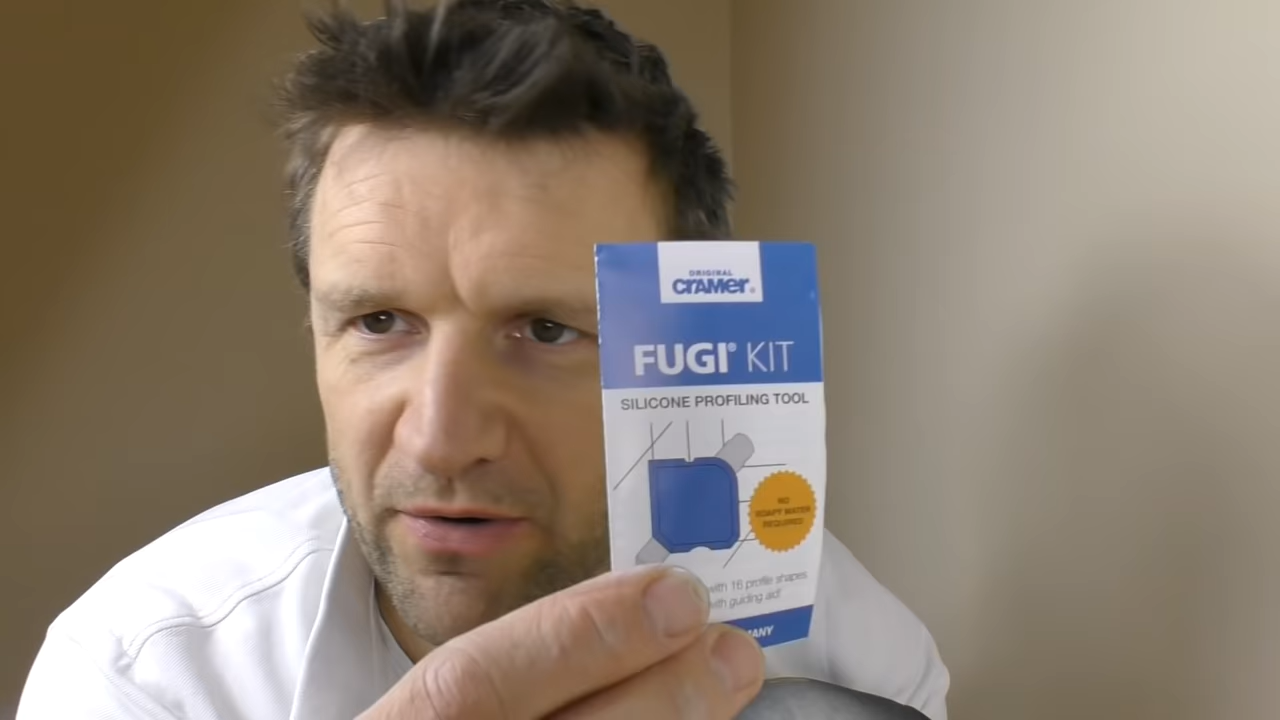 ORIGINAL
CRAMER®
FUGI® KIT
SILICONE PROFILING TOOL
NO
SOAPY WATER
REQUIRED!
with 16 profile shapes
with guiding aid!